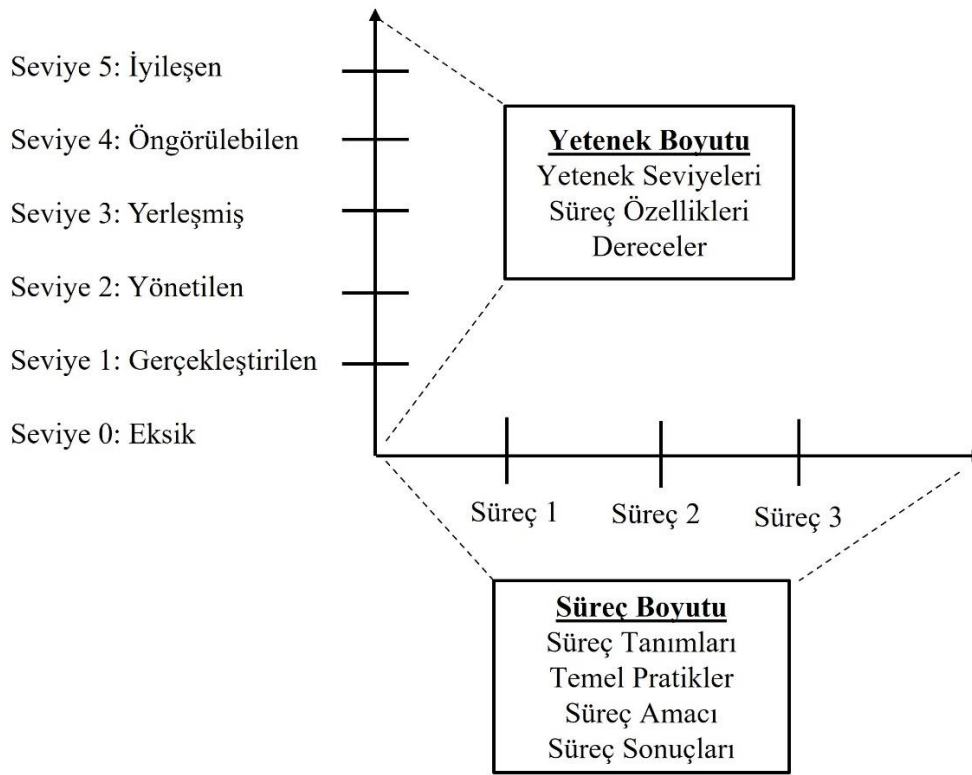 Seviye 5: İyileşen
Seviye 4: Öngörülebilen
Seviye 3: Yerleşmiş
Seviye 2: Yönetilen
Seviye 1: Gerçekleştirilen
Seviye 0: Eksik
Yetenek Boyutu
Yetenek Seviyeleri
Süreç Özellikleri
Dereceler
Süreç 1
Süreç 2
Süreç 3
Süreç Boyutu
Süreç Tanımları
Temel Pratikler
Süreç Amacı
Süreç Sonuçları